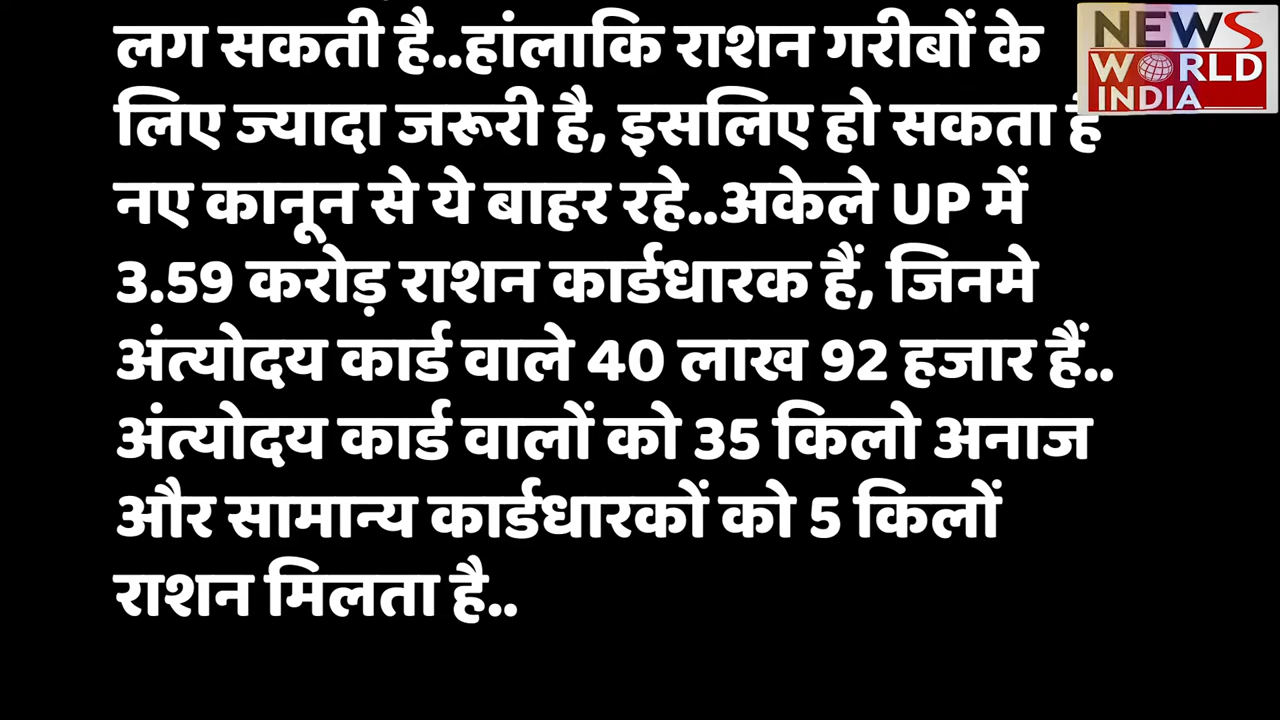 लग सकती है..हांलाकि राशन गरीबों के
लिए ज्यादा जरूरी है, इसलिए हो सकता है
नए कानून से ये बाहर रहे..अकेले UP में
3.59 करोड़ राशन कार्डधारक हैं, जिनमे
अंत्योदय कार्ड वाले 40 लाख 92 हजार हैं..
अंत्योदय कार्ड वालों को 35 किलो अनाज
और सामान्य कार्डधारकों को 5 किलों
राशन मिलता है..
NEWS
WORLD
INDIA